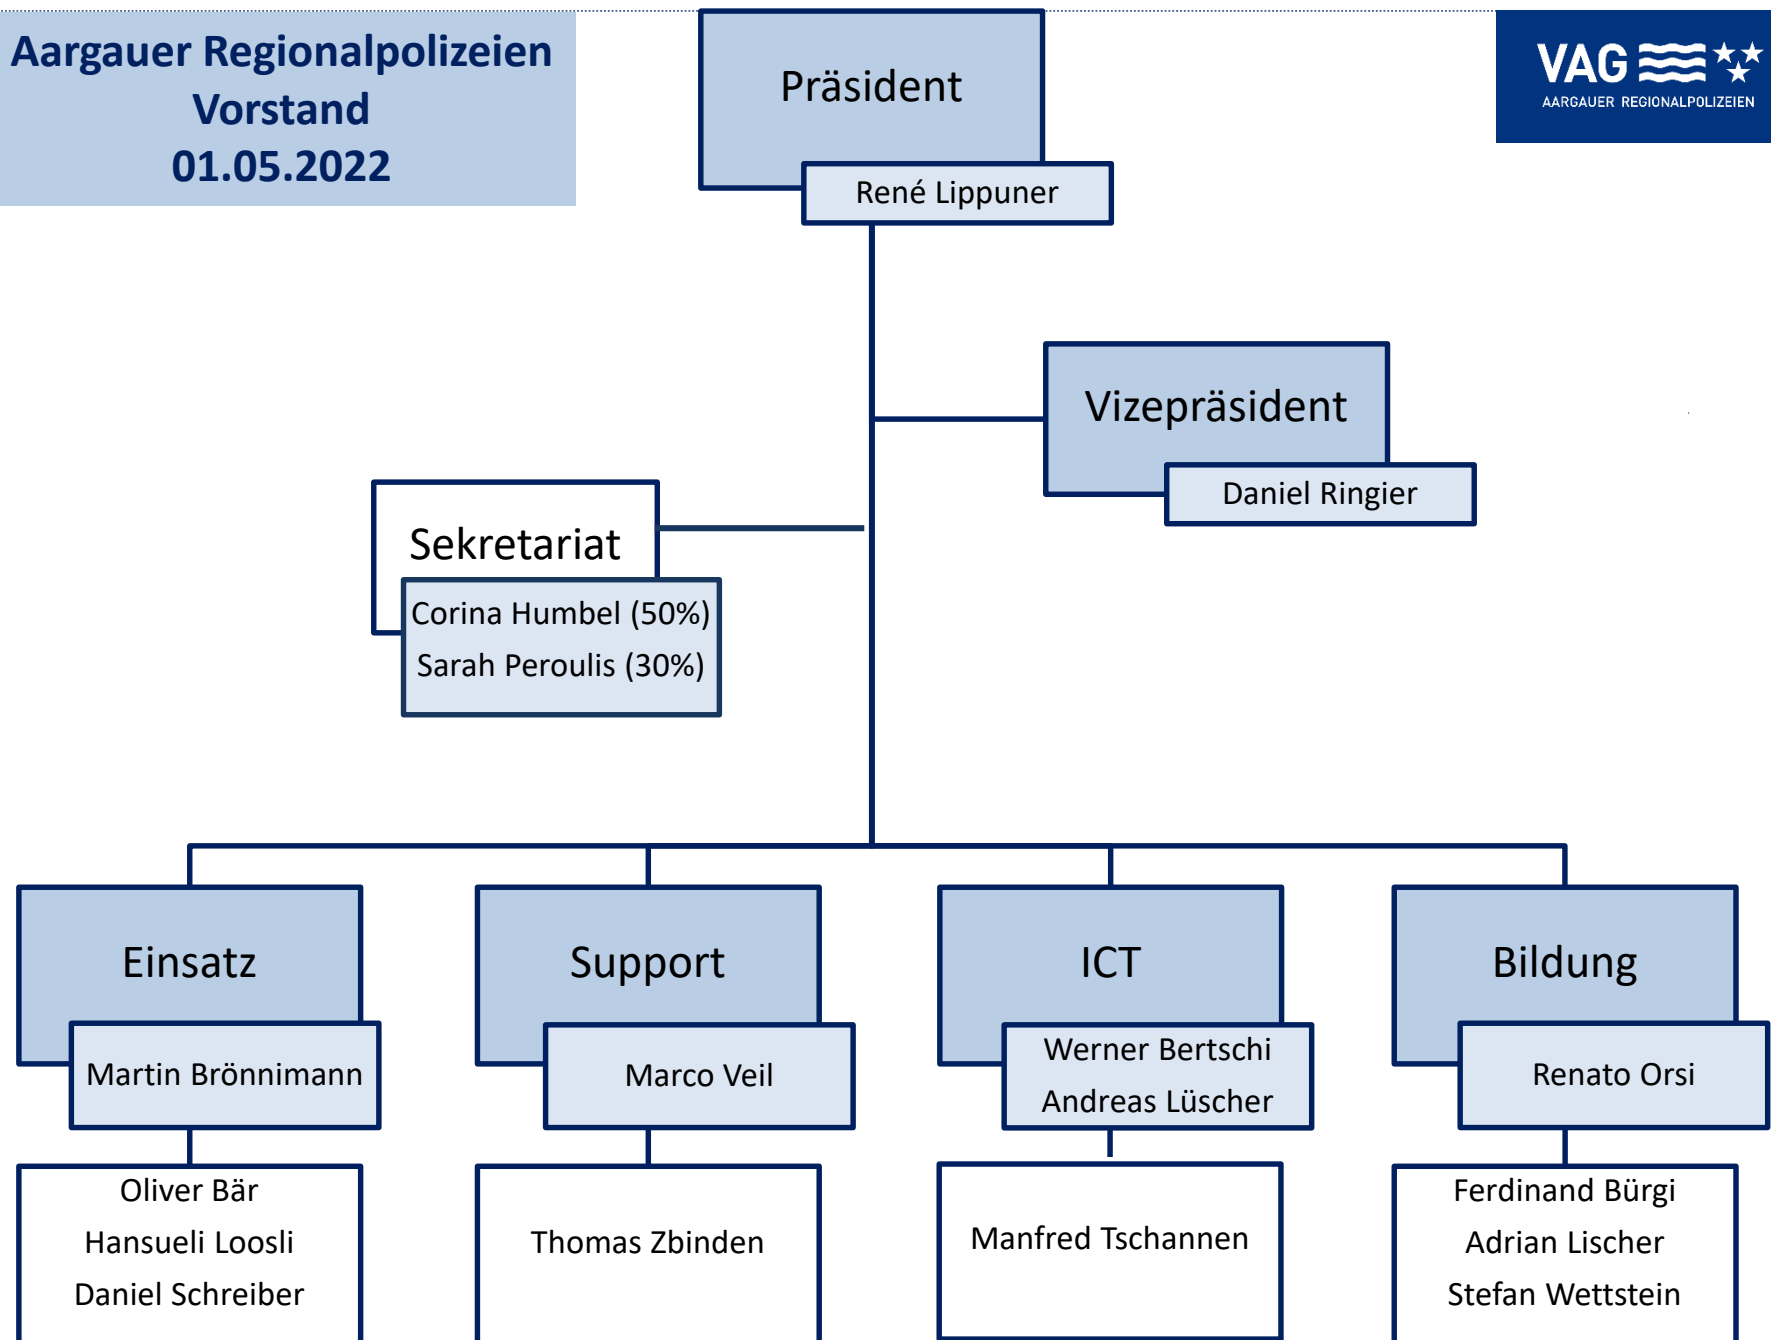 Aargauer Regionalpolizeien
Vorstand
01.05.2022
Präsident
René Lippuner
VAG
AARGAUER REGIONALPOLIZEIEN
Vizepräsident
Daniel Ringier
Sekretariat
Corina Humbel (50%)
Sarah Peroulis (30%)
Einsatz
Martin Brönnimann
Oliver Bär
Hansueli Loosli
Daniel Schreiber
Support
Marco Veil
Thomas Zbinden
ICT
Werner Bertschi
Andreas Lüscher
Manfred Tschannen
Bildung
Renato Orsi
Ferdinand Bürgi
Adrian Lischer
Stefan Wettstein